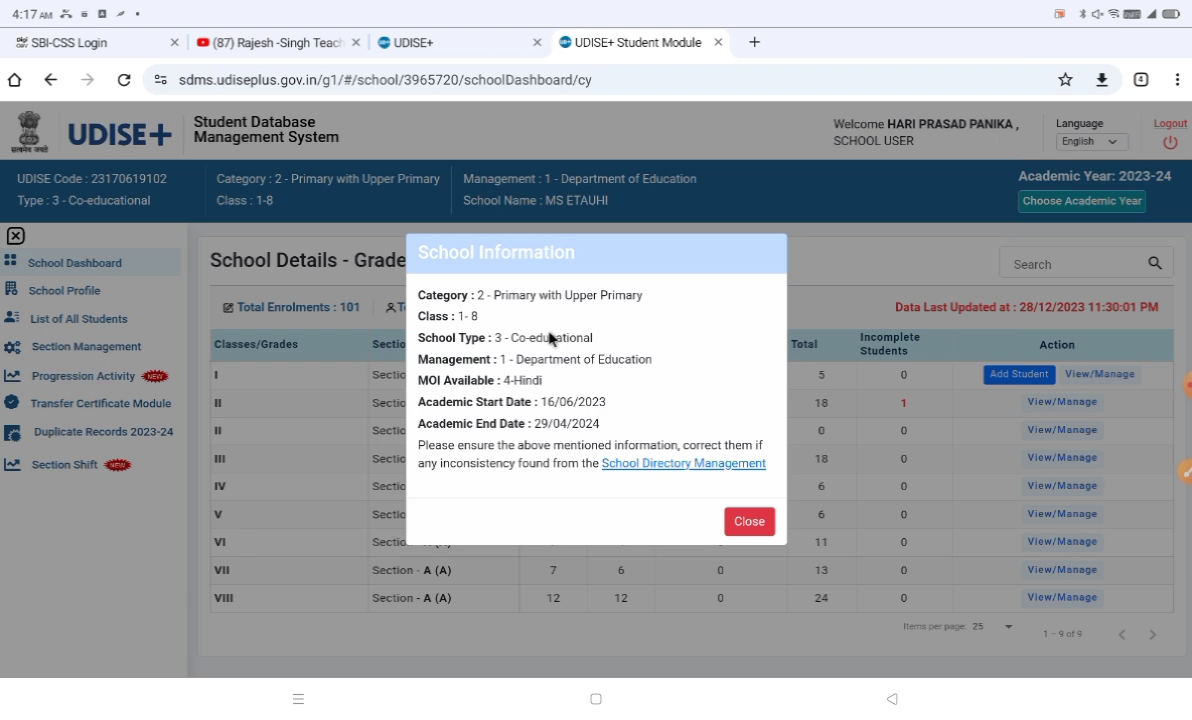 4:17 AM
SBI-CSS Login
(87) Rajesh -Singh Teach
UDISE+
UDISE+ Student Module
sdms.udiseplus.gov.in/g1/#/school/3965720/schoolDashboard/cy
4
सत्यमेव जयते
UDISE+
Student Database
Management System
Welcome HARI PRASAD PANIKA ,
SCHOOL USER
Language
English
Logout
UDISE Code : 23170619102
Type : 3 - Co-educational
Category : 2 - Primary with Upper Primary
Class : 1-8
Management : 1 - Department of Education
School Name : MS ETAUHI
Academic Year: 2023-24
Choose Academic Year
School Dashboard
School Profile
List of All Students
Section Management
Progression Activity NEW
Transfer Certificate Module
Duplicate Records 2023-24
Section Shift NEW
School Details - Grade
Search
Total Enrolments : 101
Data Last Updated at : 28/12/2023 11:30:01 PM
Classes/Grades
Total
Incomplete
Students
Action
I 5 0 Add Student View/Manage
II 18 1 View/Manage
II 0 0 View/Manage
III 18 0 View/Manage
IV 6 0 View/Manage
V 6 0 View/Manage
VI 11 0 View/Manage
VII Section - A (A) 7 6 0 13 0 View/Manage
VIII Section - A (A) 12 12 0 24 0 View/Manage
Items per page: 25
1 – 9 of 9
School Information
Category : 2 - Primary with Upper Primary
Class : 1- 8
School Type : 3 - Co-educational
Management : 1 - Department of Education
MOI Available : 4-Hindi
Academic Start Date : 16/06/2023
Academic End Date : 29/04/2024
Please ensure the above mentioned information, correct them if
any inconsistency found from the School Directory Management
Close